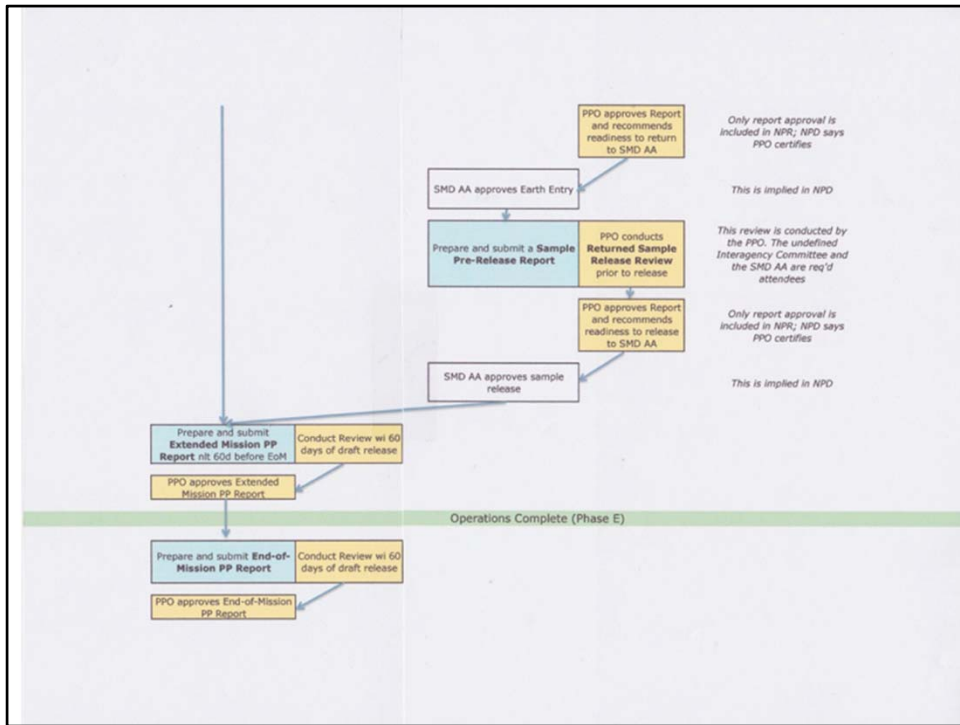 PPO approves Report
and recommends
readiness to return
to SMD AA
Only report approval is
included in NPR; NPD says
PPO certifies
SMD AA approves Earth Entry
This is implied in NPD
Prepare and submit a Sample
Pre-Release Report
PPO conducts
Returned Sample
Release Review
prior to release
This review is conducted by
the PPO. The undefined
Interagency Committee and
the SMD AA are req'd
attendees
PPO approves Report
and recommends
readiness to release
to SMD AA
Only report approval is
included in NPR; NPD says
PPO certifies
SMD AA approves sample
release
This is implied in NPD
Prepare and submit
Extended Mission PP
Report nlt 60d before EoM
Conduct Review wi 60
days of draft release
PPO approves Extended
Mission PP Report
Operations Complete (Phase E)
Prepare and submit End-of-
Mission PP Report
Conduct Review wi 60
days of draft release
PPO approves End-of-Mission
PP Report